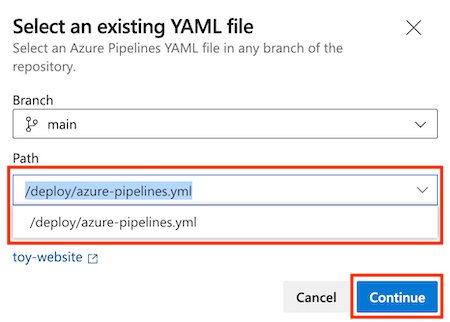 Select an existing YAML file
Select an Azure Pipelines YAML file in any branch of the
repository.
Branch
main
Path
/deploy/azure-pipelines.yml
/deploy/azure-pipelines.yml
toy-website
Cancel
Continue